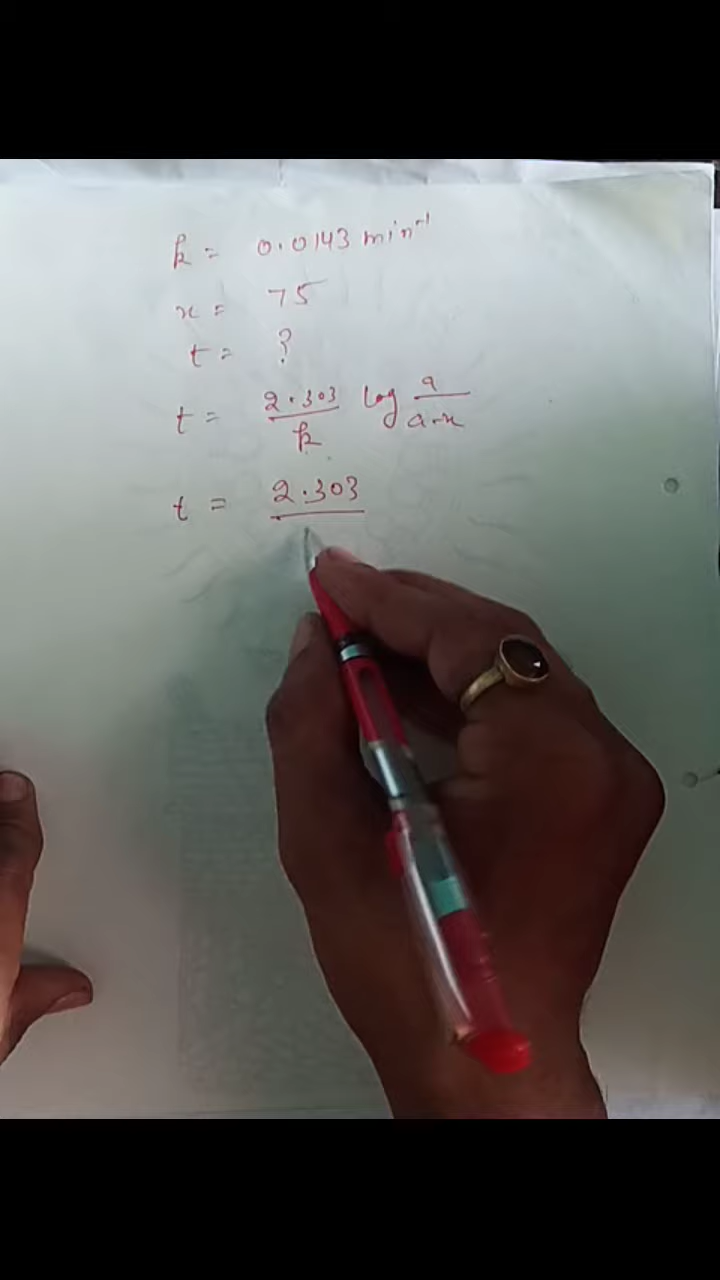 k = 0.0143 min⁻¹
x = 75
t = ?
t = 2.303/k log a/a-x
t = 2.303